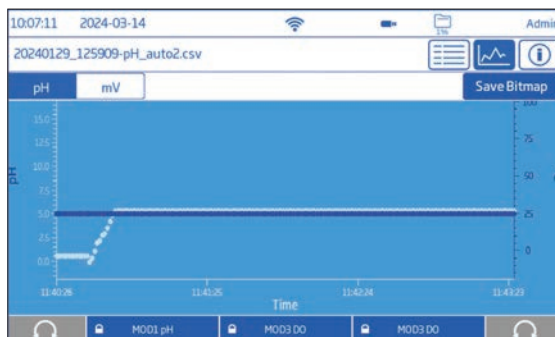 10:07:11 2024-03-14 1% Admin
20240129_125909-pH_auto2.csv
pH mV Save Bitmap
15.0
12.5
10.0
7.5
5.0
2.5
0.0
pH
100
75
50
25
0
11:40:26 11:41:25 11:42:24 11:43:23
Time
MOD1 pH MOD3 DO MOD3 DO